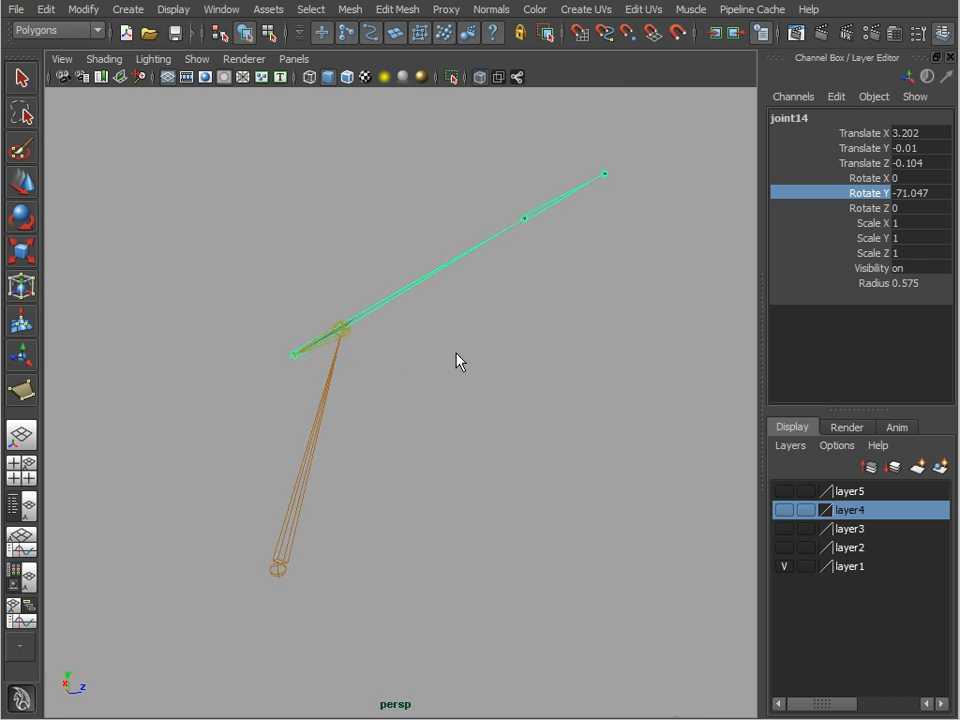 File Edit Modify Create Display Window Assets Select Mesh Edit Mesh Proxy Normals Color Create UVs Edit UVs Muscle Pipeline Cache Help
Polygons
View Shading Lighting Show Renderer Panels
Channel Box / Layer Editor
Channels Edit Object Show
joint14
Translate X 3.202
Translate Y -0.01
Translate Z -0.104
Rotate X 0
Rotate Y -71.047
Rotate Z 0
Scale X 1
Scale Y 1
Scale Z 1
Visibility on
Radius 0.575
Display Render Anim
Layers Options Help
layer5
layer4
layer3
layer2
V layer1
y
x z
persp